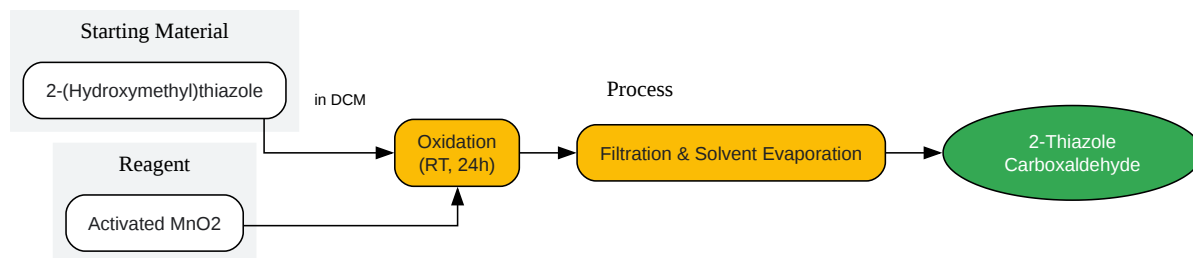 Starting Material
2-(Hydroxymethyl)thiazole
in DCM
Reagent
Activated MnO2
Oxidation
(RT, 24h)
Process
Filtration & Solvent Evaporation
2-Thiazole
Carboxaldehyde